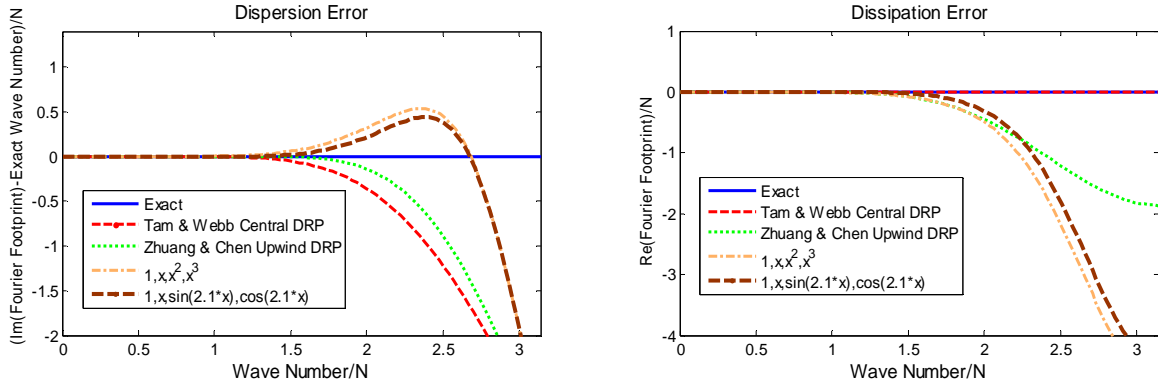 Dispersion Error
(Im(Fourier Footprint)-Exact Wave Number)/N
1
0.5
0
-0.5
-1
-1.5
-2
Exact
Tam & Webb Central DRP
Zhuang & Chen Upwind DRP
1,x,x²,x³
1,x,sin(2.1*x),cos(2.1*x)
0 0.5 1 1.5 2 2.5 3
Wave Number/N
Dissipation Error
Re(Fourier Footprint)/N
1
0
-1
-2
-3
-4
Exact
Tam & Webb Central DRP
Zhuang & Chen Upwind DRP
1,x,x²,x³
1,x,sin(2.1*x),cos(2.1*x)
0 0.5 1 1.5 2 2.5 3
Wave Number/N